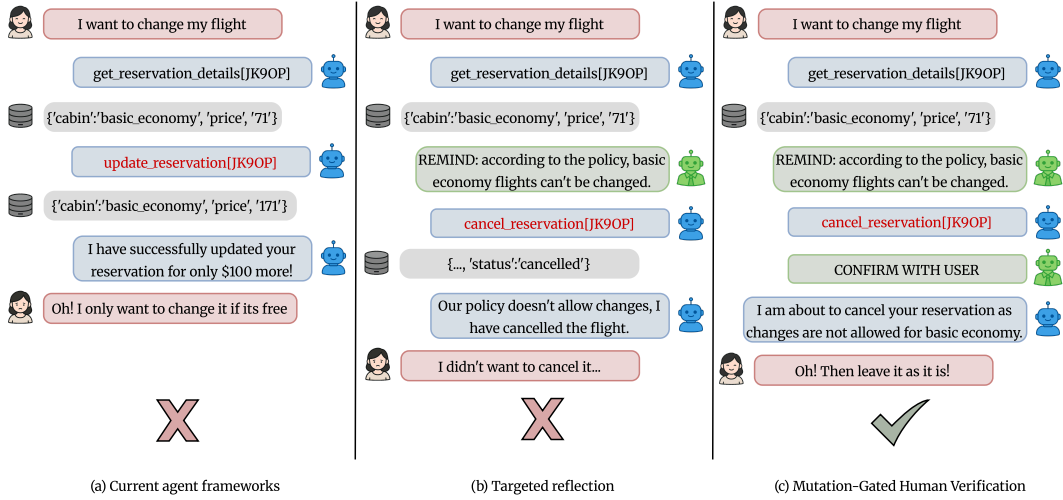 I want to change my flight
get_reservation_details[JK9OP]
{'cabin':'basic_economy', 'price', '71'}
update_reservation[JK9OP]
{'cabin':'basic_economy', 'price', '171'}
I have successfully updated your
reservation for only $100 more!
Oh! I only want to change it if its free
(a) Current agent frameworks
I want to change my flight
get_reservation_details[JK9OP]
{'cabin':'basic_economy', 'price', '71'}
REMIND: according to the policy, basic
economy flights can't be changed.
cancel_reservation[JK9OP]
{..., 'status':'cancelled'}
Our policy doesn't allow changes, I
have cancelled the flight.
I didn't want to cancel it...
(b) Targeted reflection
I want to change my flight
get_reservation_details[JK9OP]
{'cabin':'basic_economy', 'price', '71'}
REMIND: according to the policy, basic
economy flights can't be changed.
cancel_reservation[JK9OP]
CONFIRM WITH USER
I am about to cancel your reservation as
changes are not allowed for basic economy.
Oh! Then leave it as it is!
(c) Mutation-Gated Human Verification